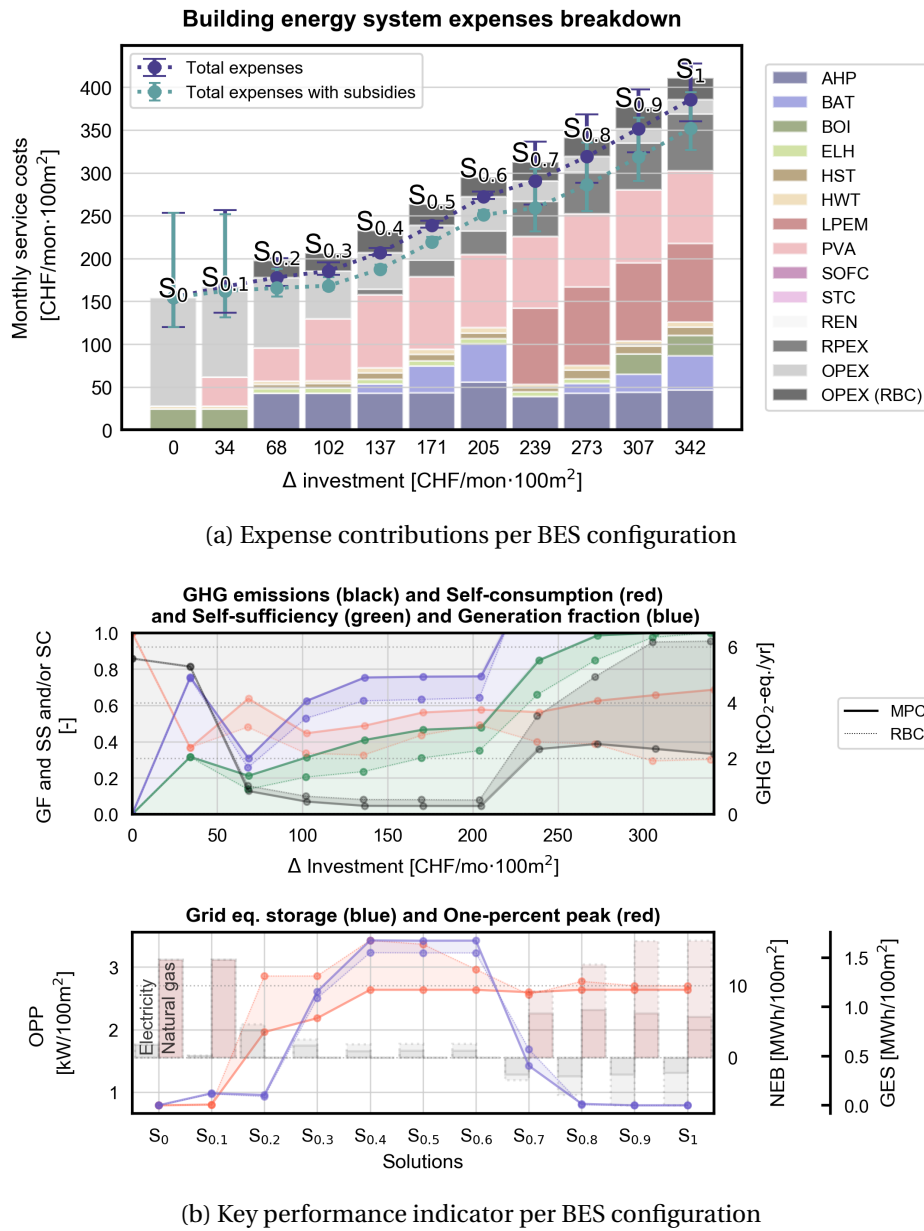 Building energy system expenses breakdown
Total expenses
Total expenses with subsidies
Monthly service costs
[CHF/mon·100m²]
400
350
300
250
200
150
100
50
0
S₀
S₀.₁
S₀.₂
S₀.₃
S₀.₄
S₀.₅
S₀.₆
S₀.₇
S₀.₈
S₀.₉
S₁
0 34 68 102 137 171 205 239 273 307 342
Δ investment [CHF/mon·100m²]
AHP
BAT
BOI
ELH
HST
HWT
LPEM
PVA
SOFC
STC
REN
RPEX
OPEX
OPEX (RBC)
(a) Expense contributions per BES configuration
GHG emissions (black) and Self-consumption (red)
and Self-sufficiency (green) and Generation fraction (blue)
GF and SS and/or SC
[-]
1.0
0.8
0.6
0.4
0.2
0.0
0 50 100 150 200 250 300
Δ Investment [CHF/mo·100m²]
6
4
2
0
GHG [tCO₂-eq./yr]
MPC
RBC
Grid eq. storage (blue) and One-percent peak (red)
OPP
[kW/100m²]
3
2
1
Electricity
Natural gas
10
0
NEB [MWh/100m²]
1.5
1.0
0.5
0.0
GES [MWh/100m²]
S₀ S₀.₁ S₀.₂ S₀.₃ S₀.₄ S₀.₅ S₀.₆ S₀.₇ S₀.₈ S₀.₉ S₁
Solutions
(b) Key performance indicator per BES configuration